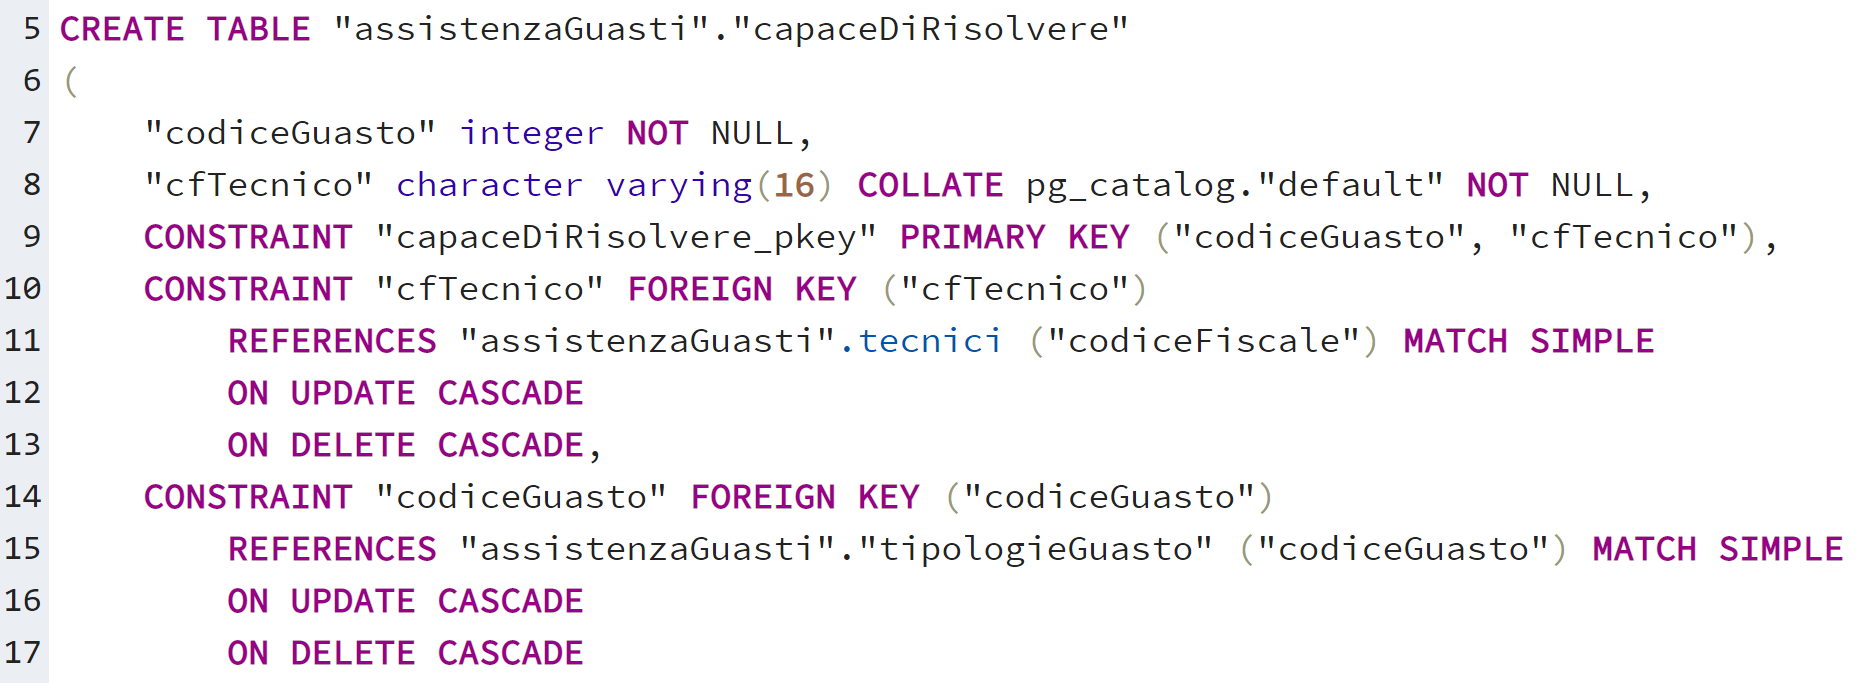 5 CREATE TABLE "assistenzaGuasti"."capaceDiRisolvere"
6 (
7 "codiceGuasto" integer NOT NULL,
8 "cfTecnico" character varying(16) COLLATE pg_catalog."default" NOT NULL,
9 CONSTRAINT "capaceDiRisolvere_pkey" PRIMARY KEY ("codiceGuasto", "cfTecnico"),
10 CONSTRAINT "cfTecnico" FOREIGN KEY ("cfTecnico")
11 REFERENCES "assistenzaGuasti".tecnici ("codiceFiscale") MATCH SIMPLE
12 ON UPDATE CASCADE
13 ON DELETE CASCADE,
14 CONSTRAINT "codiceGuasto" FOREIGN KEY ("codiceGuasto")
15 REFERENCES "assistenzaGuasti"."tipologieGuasto" ("codiceGuasto") MATCH SIMPLE
16 ON UPDATE CASCADE
17 ON DELETE CASCADE